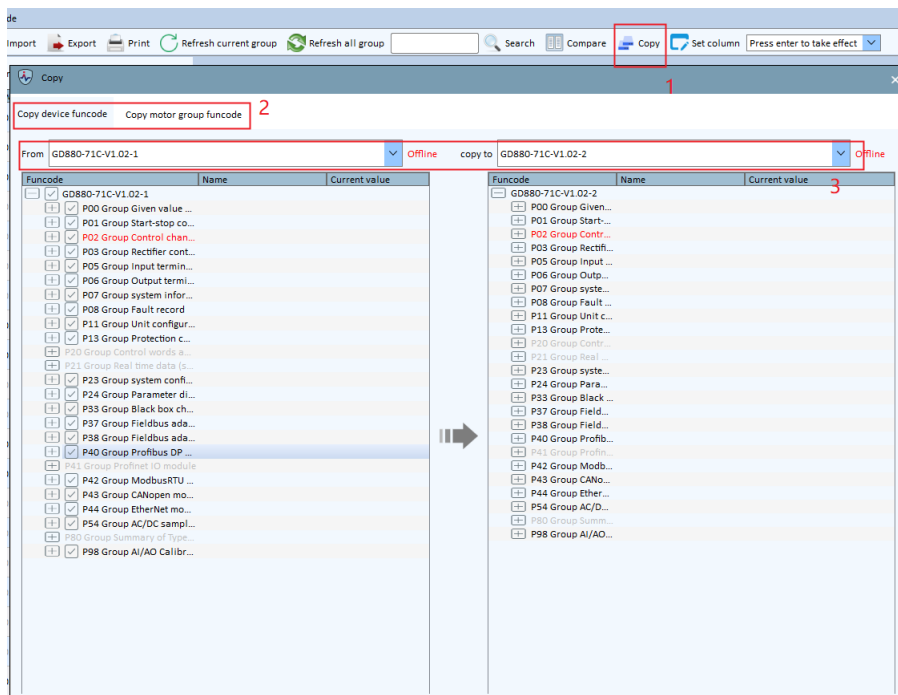 de
Import Export Print Refresh current group Refresh all group Search Compare Copy Set column Press enter to take effect
Copy
1
Copy device funcode Copy motor group funcode 2
From GD880-71C-V1.02-1 Offline copy to GD880-71C-V1.02-2 Offline
3
Funcode Name Current value Funcode Name Current value
GD880-71C-V1.02-1 GD880-71C-V1.02-2
P00 Group Given value ... P00 Group Given...
P01 Group Start-stop co... P01 Group Start-...
P02 Group Control chan... P02 Group Contr...
P03 Group Rectifier cont... P03 Group Rectifi...
P05 Group Input termin... P05 Group Input ...
P06 Group Output termi... P06 Group Outp...
P07 Group system infor... P07 Group syste...
P08 Group Fault record P08 Group Fault ...
P11 Group Unit configur... P11 Group Unit c...
P13 Group Protection c... P13 Group Prote...
P20 Group Control words a... P20 Group Contr...
P21 Group Real time data (s... P21 Group Real ...
P23 Group system confi... P23 Group syste...
P24 Group Parameter di... P24 Group Para...
P33 Group Black box ch... P33 Group Black ...
P37 Group Fieldbus ada... P37 Group Field...
P38 Group Fieldbus ada... P38 Group Field...
P40 Group Profibus DP ... P40 Group Profib...
P41 Group Profinet IO module P41 Group Profin...
P42 Group ModbusRTU ... P42 Group Modb...
P43 Group CANopen mo... P43 Group CANo...
P44 Group EtherNet mo... P44 Group Ether...
P54 Group AC/DC sampl... P54 Group AC/D...
P80 Group Summary of Type... P80 Group Summ...
P98 Group AI/AO Calibr... P98 Group AI/AO...